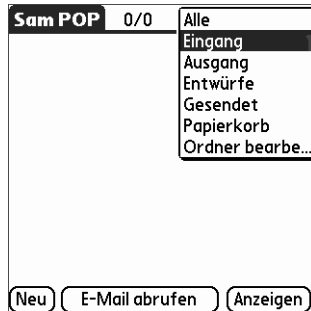 Sam POP 0/0 Alle
Eingang
Ausgang
Entwürfe
Gesendet
Papierkorb
Ordner bearbe...
Neu E-Mail abrufen Anzeigen